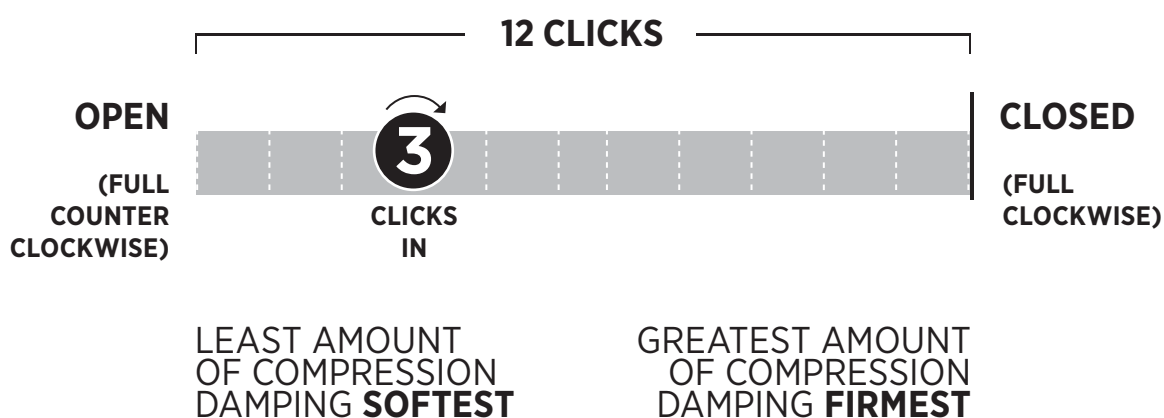 12 CLICKS
OPEN
(FULL
COUNTER
CLOCKWISE)
3
CLICKS
IN
CLOSED
(FULL
CLOCKWISE)
LEAST AMOUNT
OF COMPRESSION
DAMPING SOFTEST
GREATEST AMOUNT
OF COMPRESSION
DAMPING FIRMEST